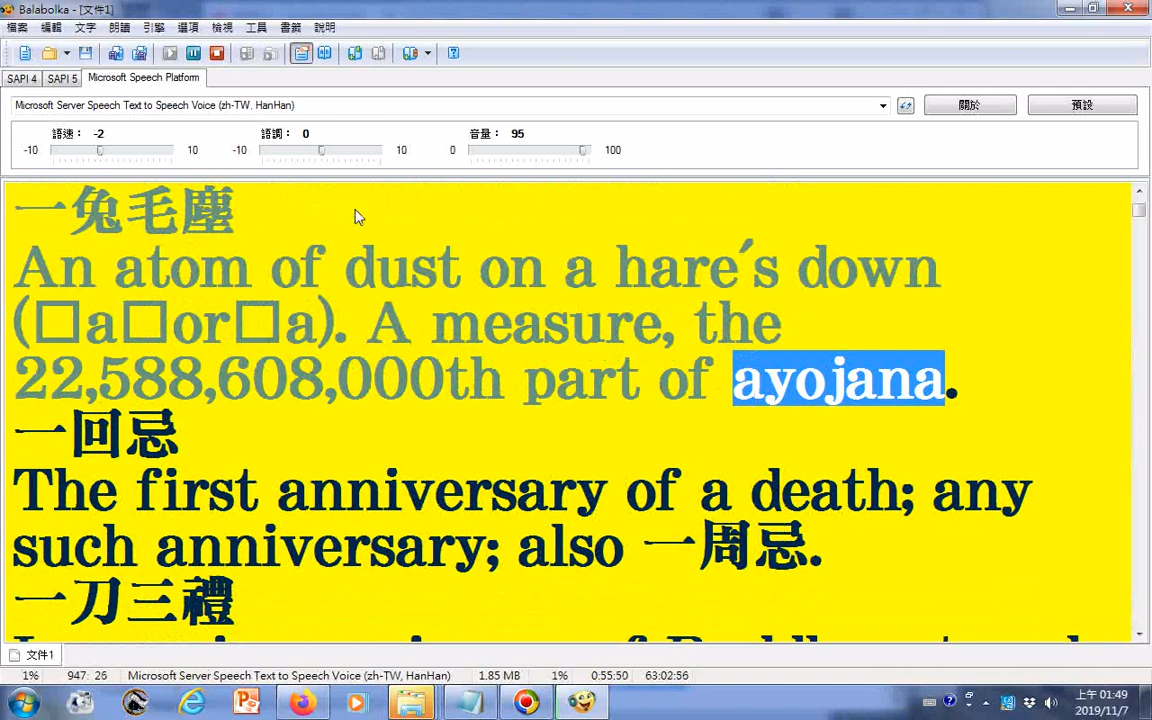 Balabolka - [文件1]
檔案 編輯 文字 朗讀 引擎 選項 檢視 工具 書籤 說明
SAPI 4 SAPI 5 Microsoft Speech Platform
Microsoft Server Speech Text to Speech Voice (zh-TW, HanHan) 關於 預設
語速: -2 語調: 0 音量: 95
-10 10 -10 10 0 100
一兔毛塵
An atom of dust on a hare′s down
(□a□or□a). A measure, the
22,588,608,000th part of ayojana.
一回忌
The first anniversary of a death; any
such anniversary; also 一周忌.
一刀三禮
文件1
1% 947: 26 Microsoft Server Speech Text to Speech Voice (zh-TW, HanHan) 1.85 MB 1% 0:55:50 63:02:56
上午 01:49
2019/11/7